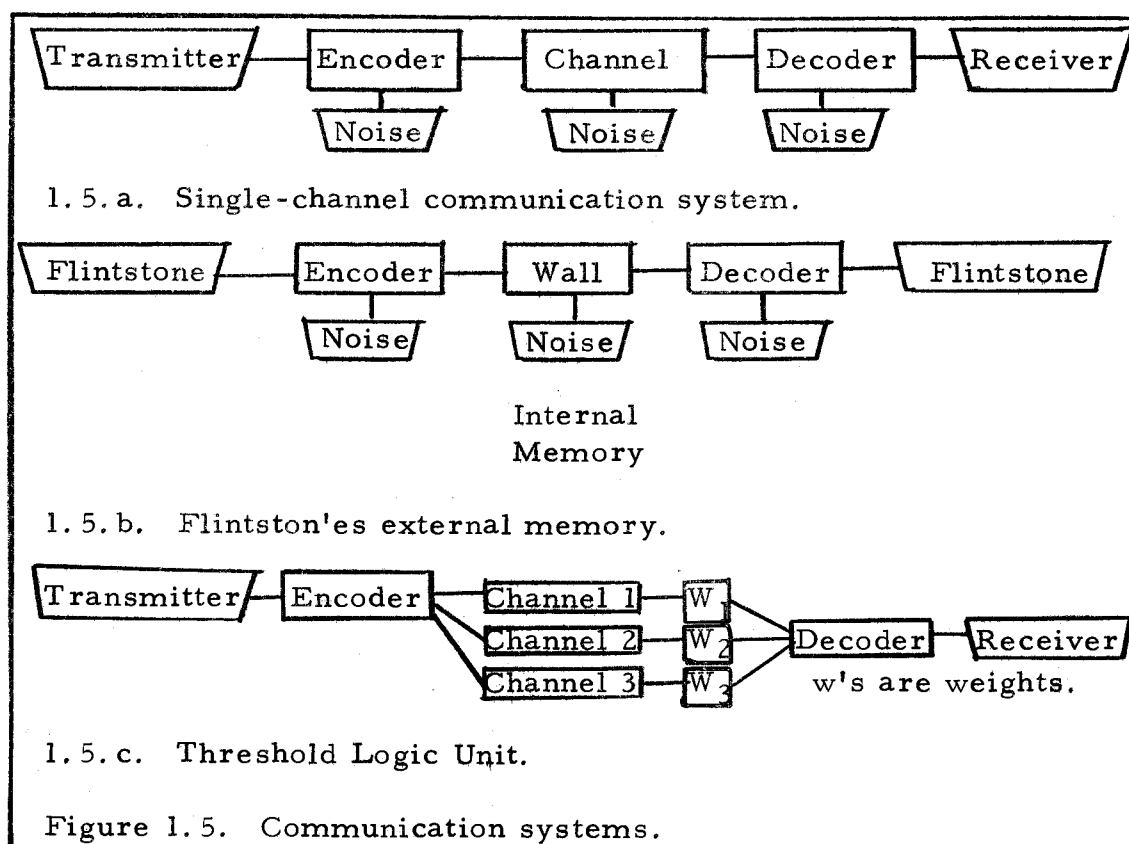 Transmitter Encoder Channel Decoder Receiver
Noise Noise Noise
1.5.a. Single-channel communication system.
Flintstone Encoder Wall Decoder Flintstone
Noise Noise Noise
Internal
Memory
1.5.b. Flintston'es external memory.
Transmitter Encoder Channel 1 W1
Channel 2 W2 Decoder Receiver
Channel 3 W3 w's are weights.
1.5.c. Threshold Logic Unit.
Figure 1.5. Communication systems.